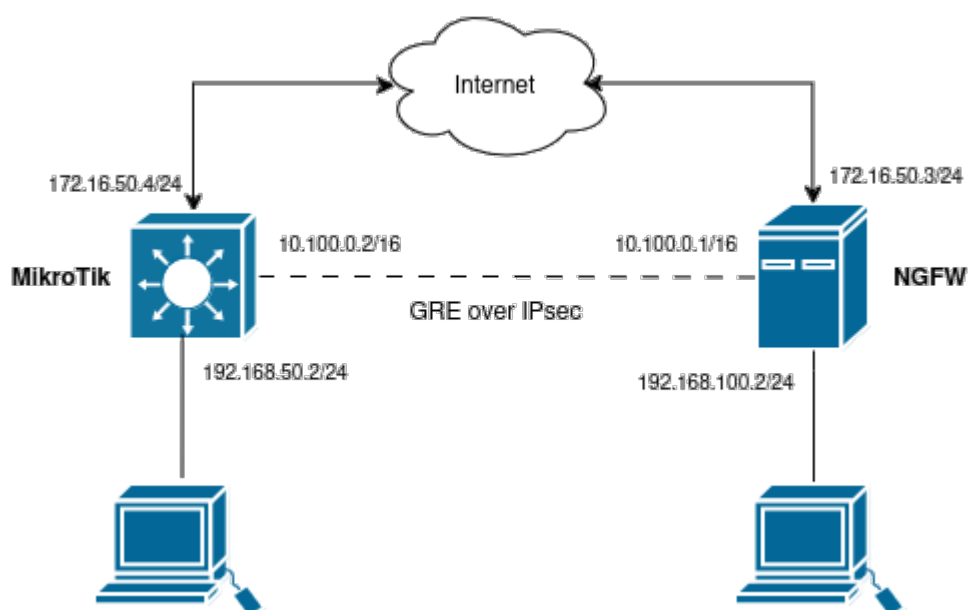 Internet
172.16.50.4/24
172.16.50.3/24
10.100.0.2/16
10.100.0.1/16
MikroTik
NGFW
GRE over IPsec
192.168.50.2/24
192.168.100.2/24